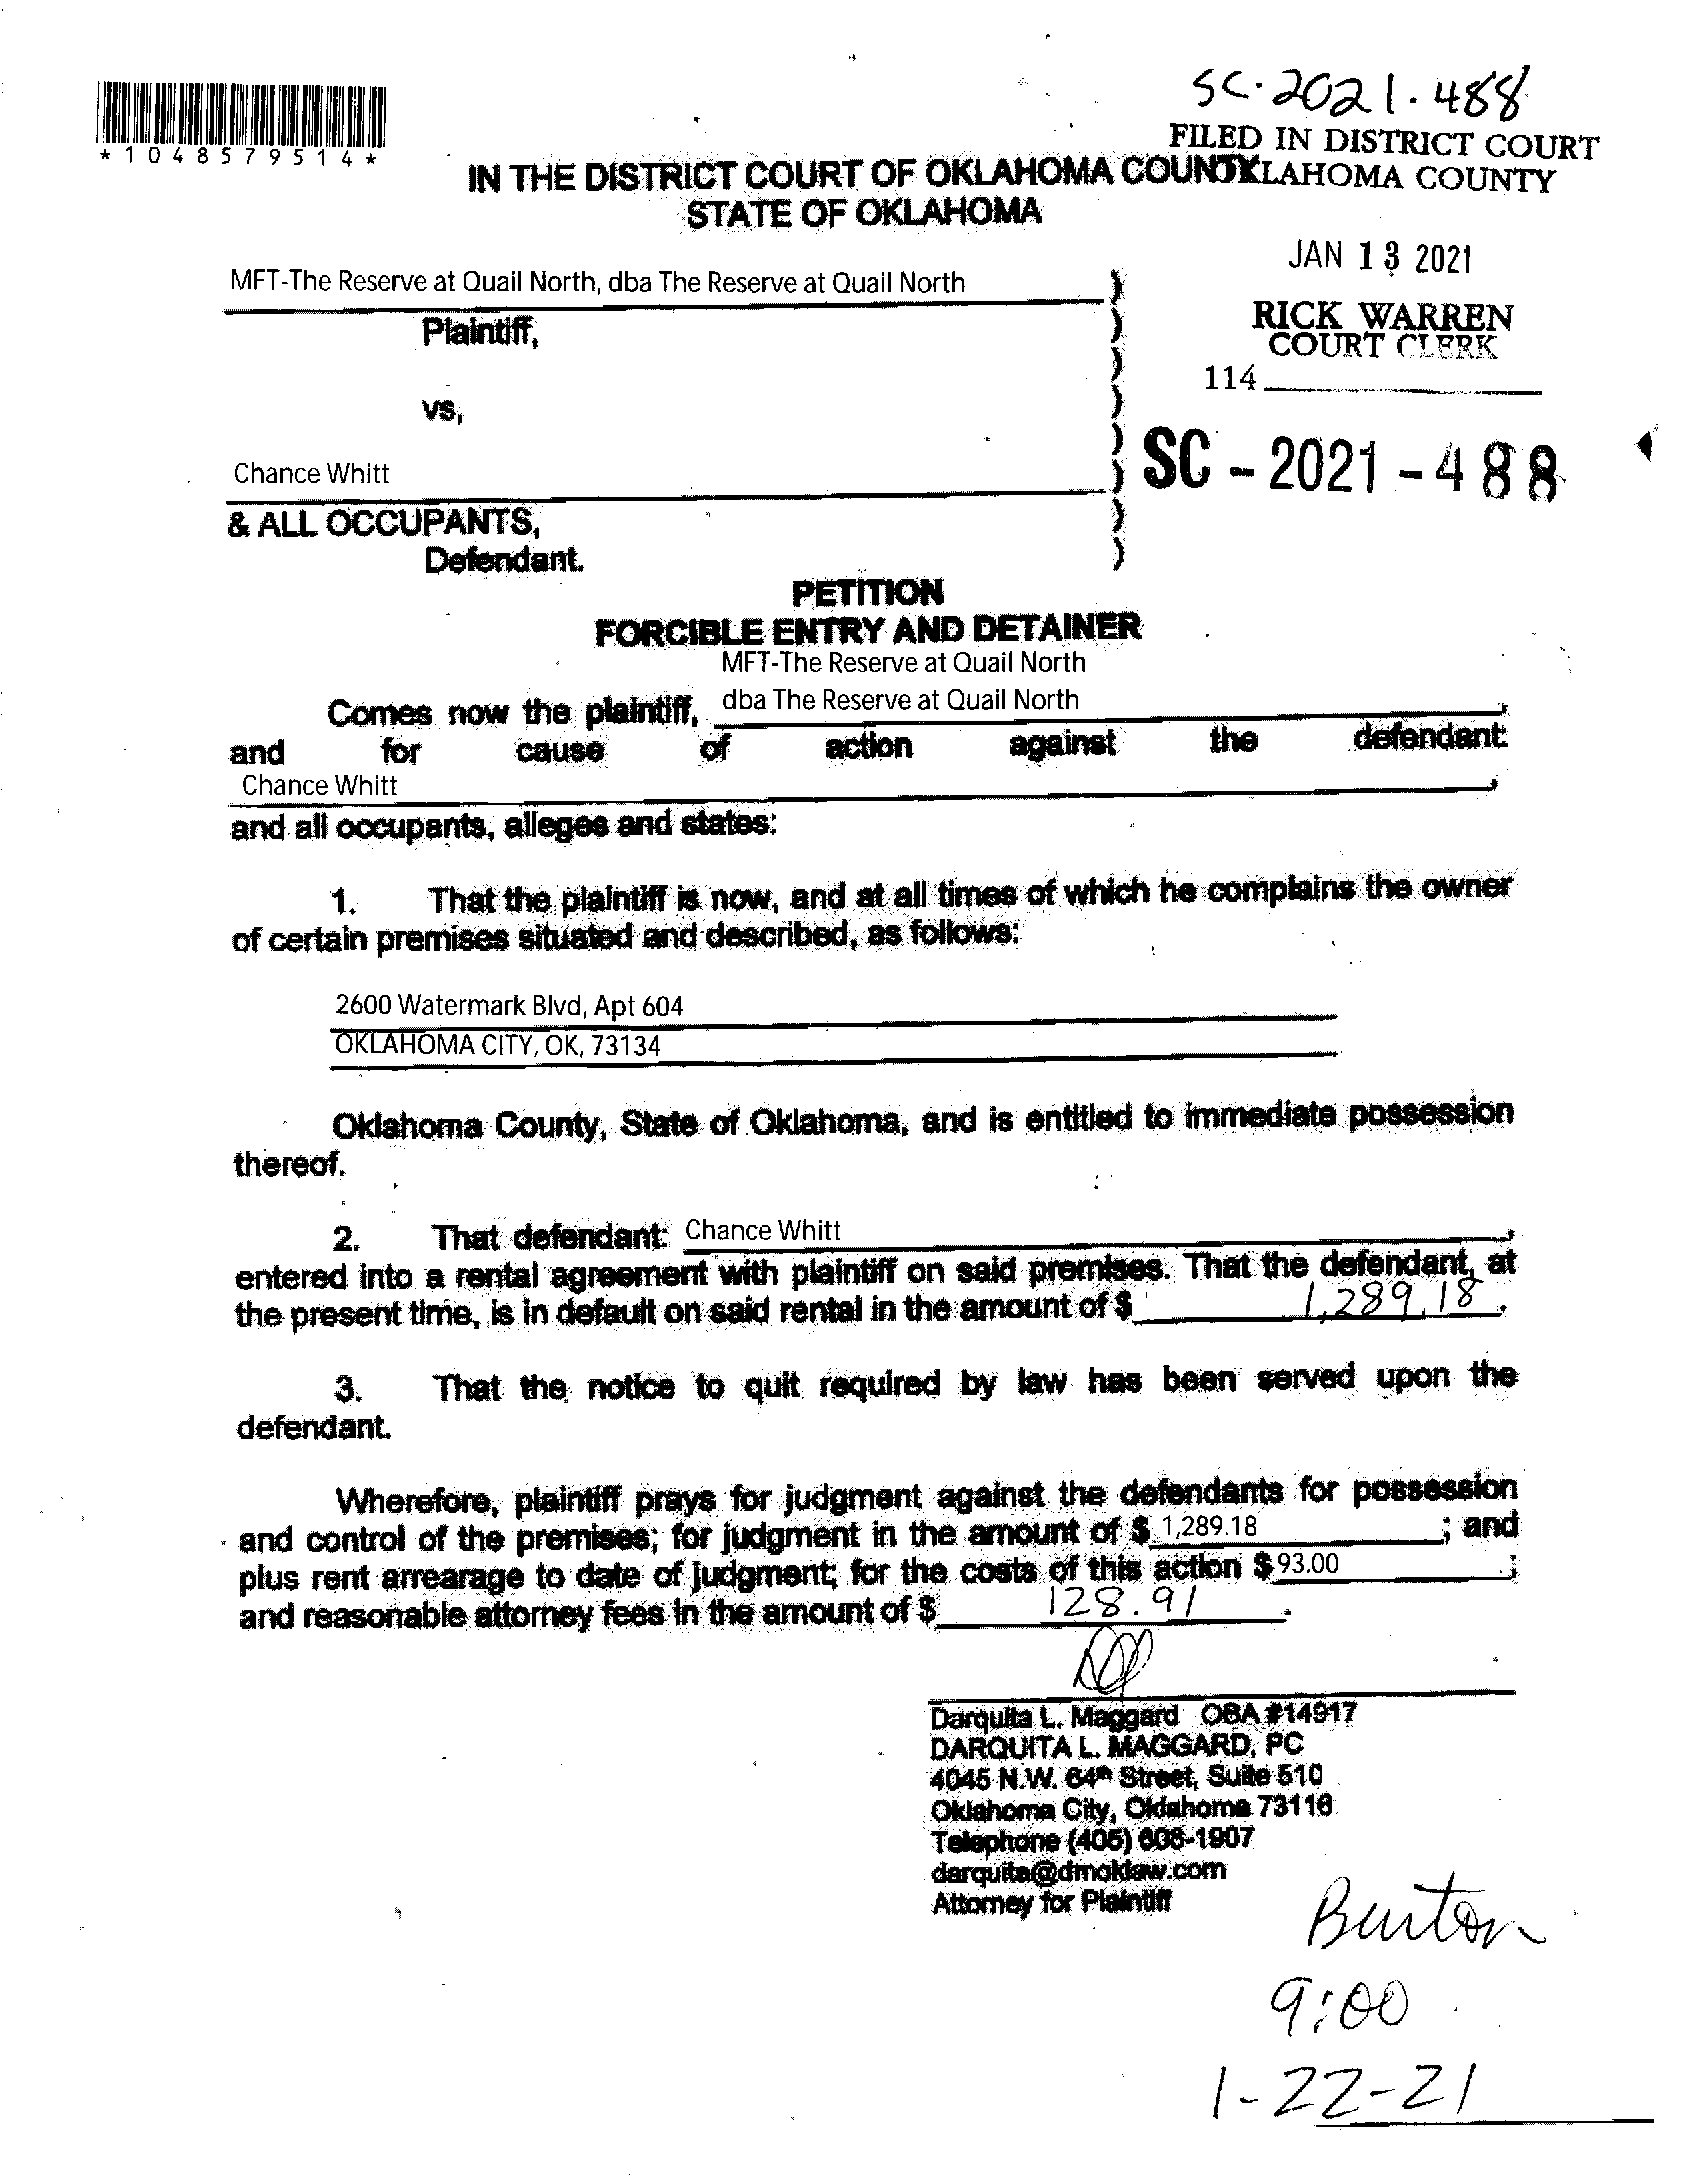 SC-2021-488
*1048579514*
FILED IN DISTRICT COURT
OKLAHOMA COUNTY
IN THE DISTRICT COURT OF OKLAHOMA COUNTY
STATE OF OKLAHOMA
JAN 13 2021
MFT-The Reserve at Quail North, dba The Reserve at Quail North )
Plaintiff, )
RICK WARREN
COURT CLERK
114
vs, )
SC - 2021 - 488
Chance Whitt )
& ALL OCCUPANTS, )
Defendant. )
PETITION
FORCIBLE ENTRY AND DETAINER
MFT-The Reserve at Quail North
Comes now the plaintiff, dba The Reserve at Quail North,
and for cause of action against the defendant:
Chance Whitt,
and all occupants, alleges and states:
1. That the plaintiff is now, and at all times of which he complains the owner
of certain premises situated and described, as follows:
2600 Watermark Blvd, Apt 604
OKLAHOMA CITY, OK, 73134
Oklahoma County, State of Oklahoma, and is entitled to immediate possession
thereof.
2. That defendant: Chance Whitt,
entered into a rental agreement with plaintiff on said premises. That the defendant, at
the present time, is in default on said rental in the amount of $ 1,289.18.
3. That the notice to quit required by law has been served upon the
defendant.
Wherefore, plaintiff prays for judgment against the defendants for possession
and control of the premises; for judgment in the amount of $ 1,289.18; and
plus rent arrearage to date of judgment; for the costs of this action $ 93.00;
and reasonable attorney fees in the amount of $ 128.91.
Darquita L. Maggard OBA #14917
DARQUITA L. MAGGARD, PC
4045 N.W. 64th Street, Suite 510
Oklahoma City, Oklahoma 73116
Telephone (405) 608-1907
darquita@dmoklaw.com
Attorney for Plaintiff
Burton
9:00
1-22-21